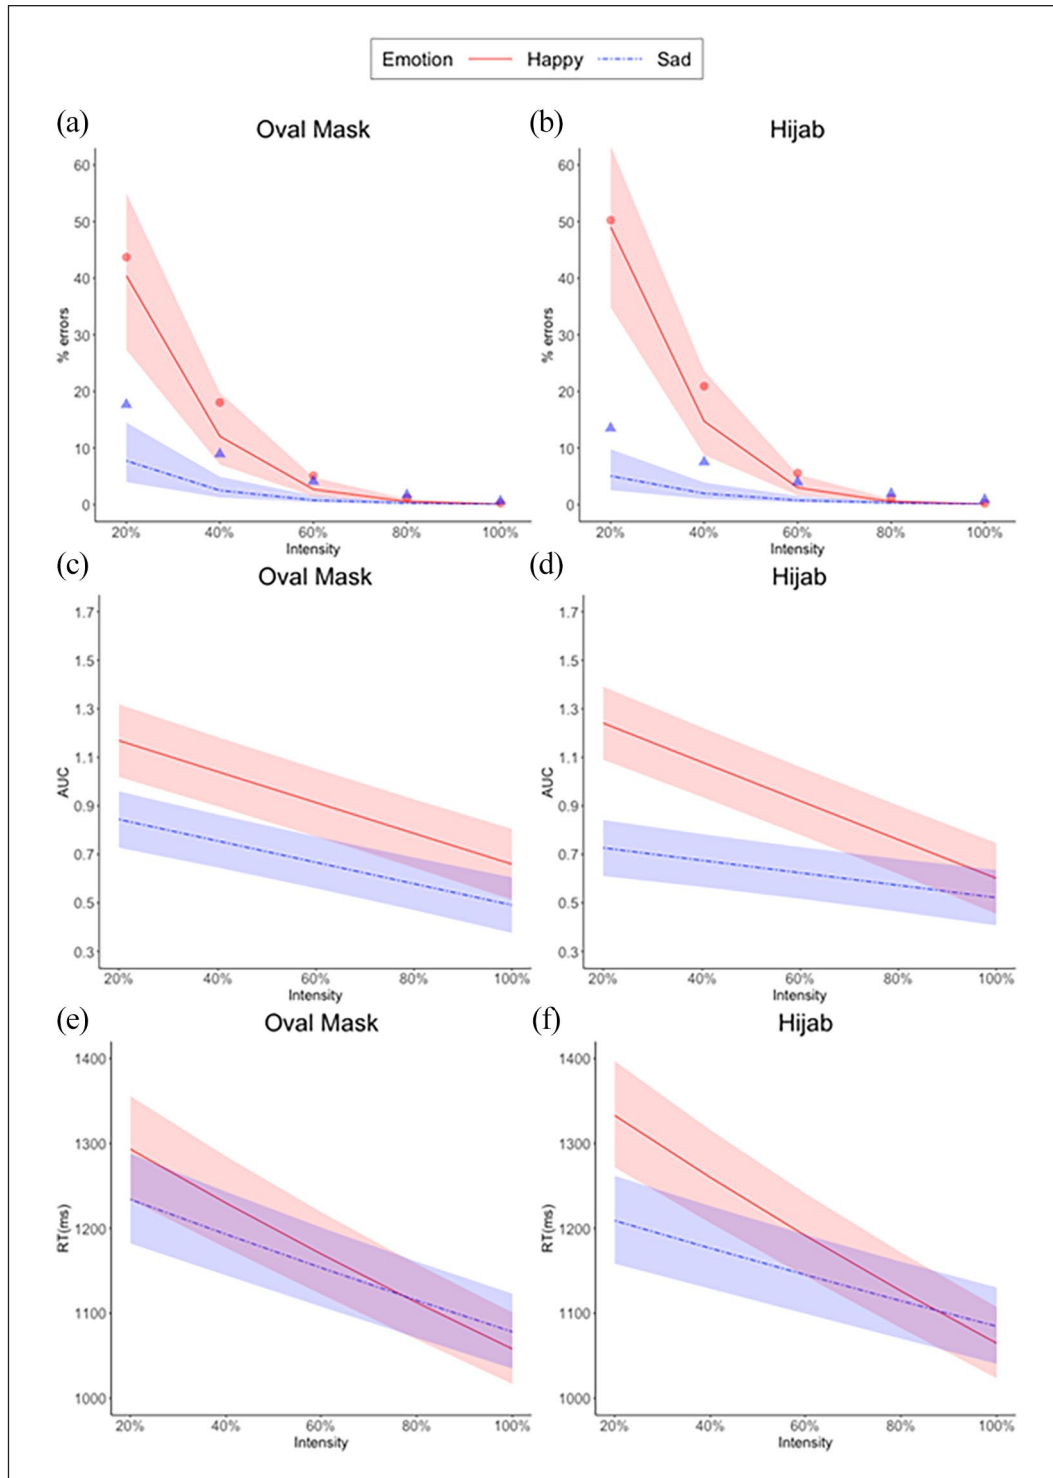 Emotion Happy Sad
(a) Oval Mask (b) Hijab
60 60
50 50
40 40
30 30
20 20
10 10
0 0
% errors % errors
20% 40% 60% 80% 100% 20% 40% 60% 80% 100%
Intensity Intensity
(c) Oval Mask (d) Hijab
1.7 1.7
1.5 1.5
1.3 1.3
1.1 1.1
0.9 0.9
0.7 0.7
0.5 0.5
0.3 0.3
AUC AUC
20% 40% 60% 80% 100% 20% 40% 60% 80% 100%
Intensity Intensity
(e) Oval Mask (f) Hijab
1400 1400
1300 1300
1200 1200
1100 1100
1000 1000
RT(ms) RT(ms)
20% 40% 60% 80% 100% 20% 40% 60% 80% 100%
Intensity Intensity